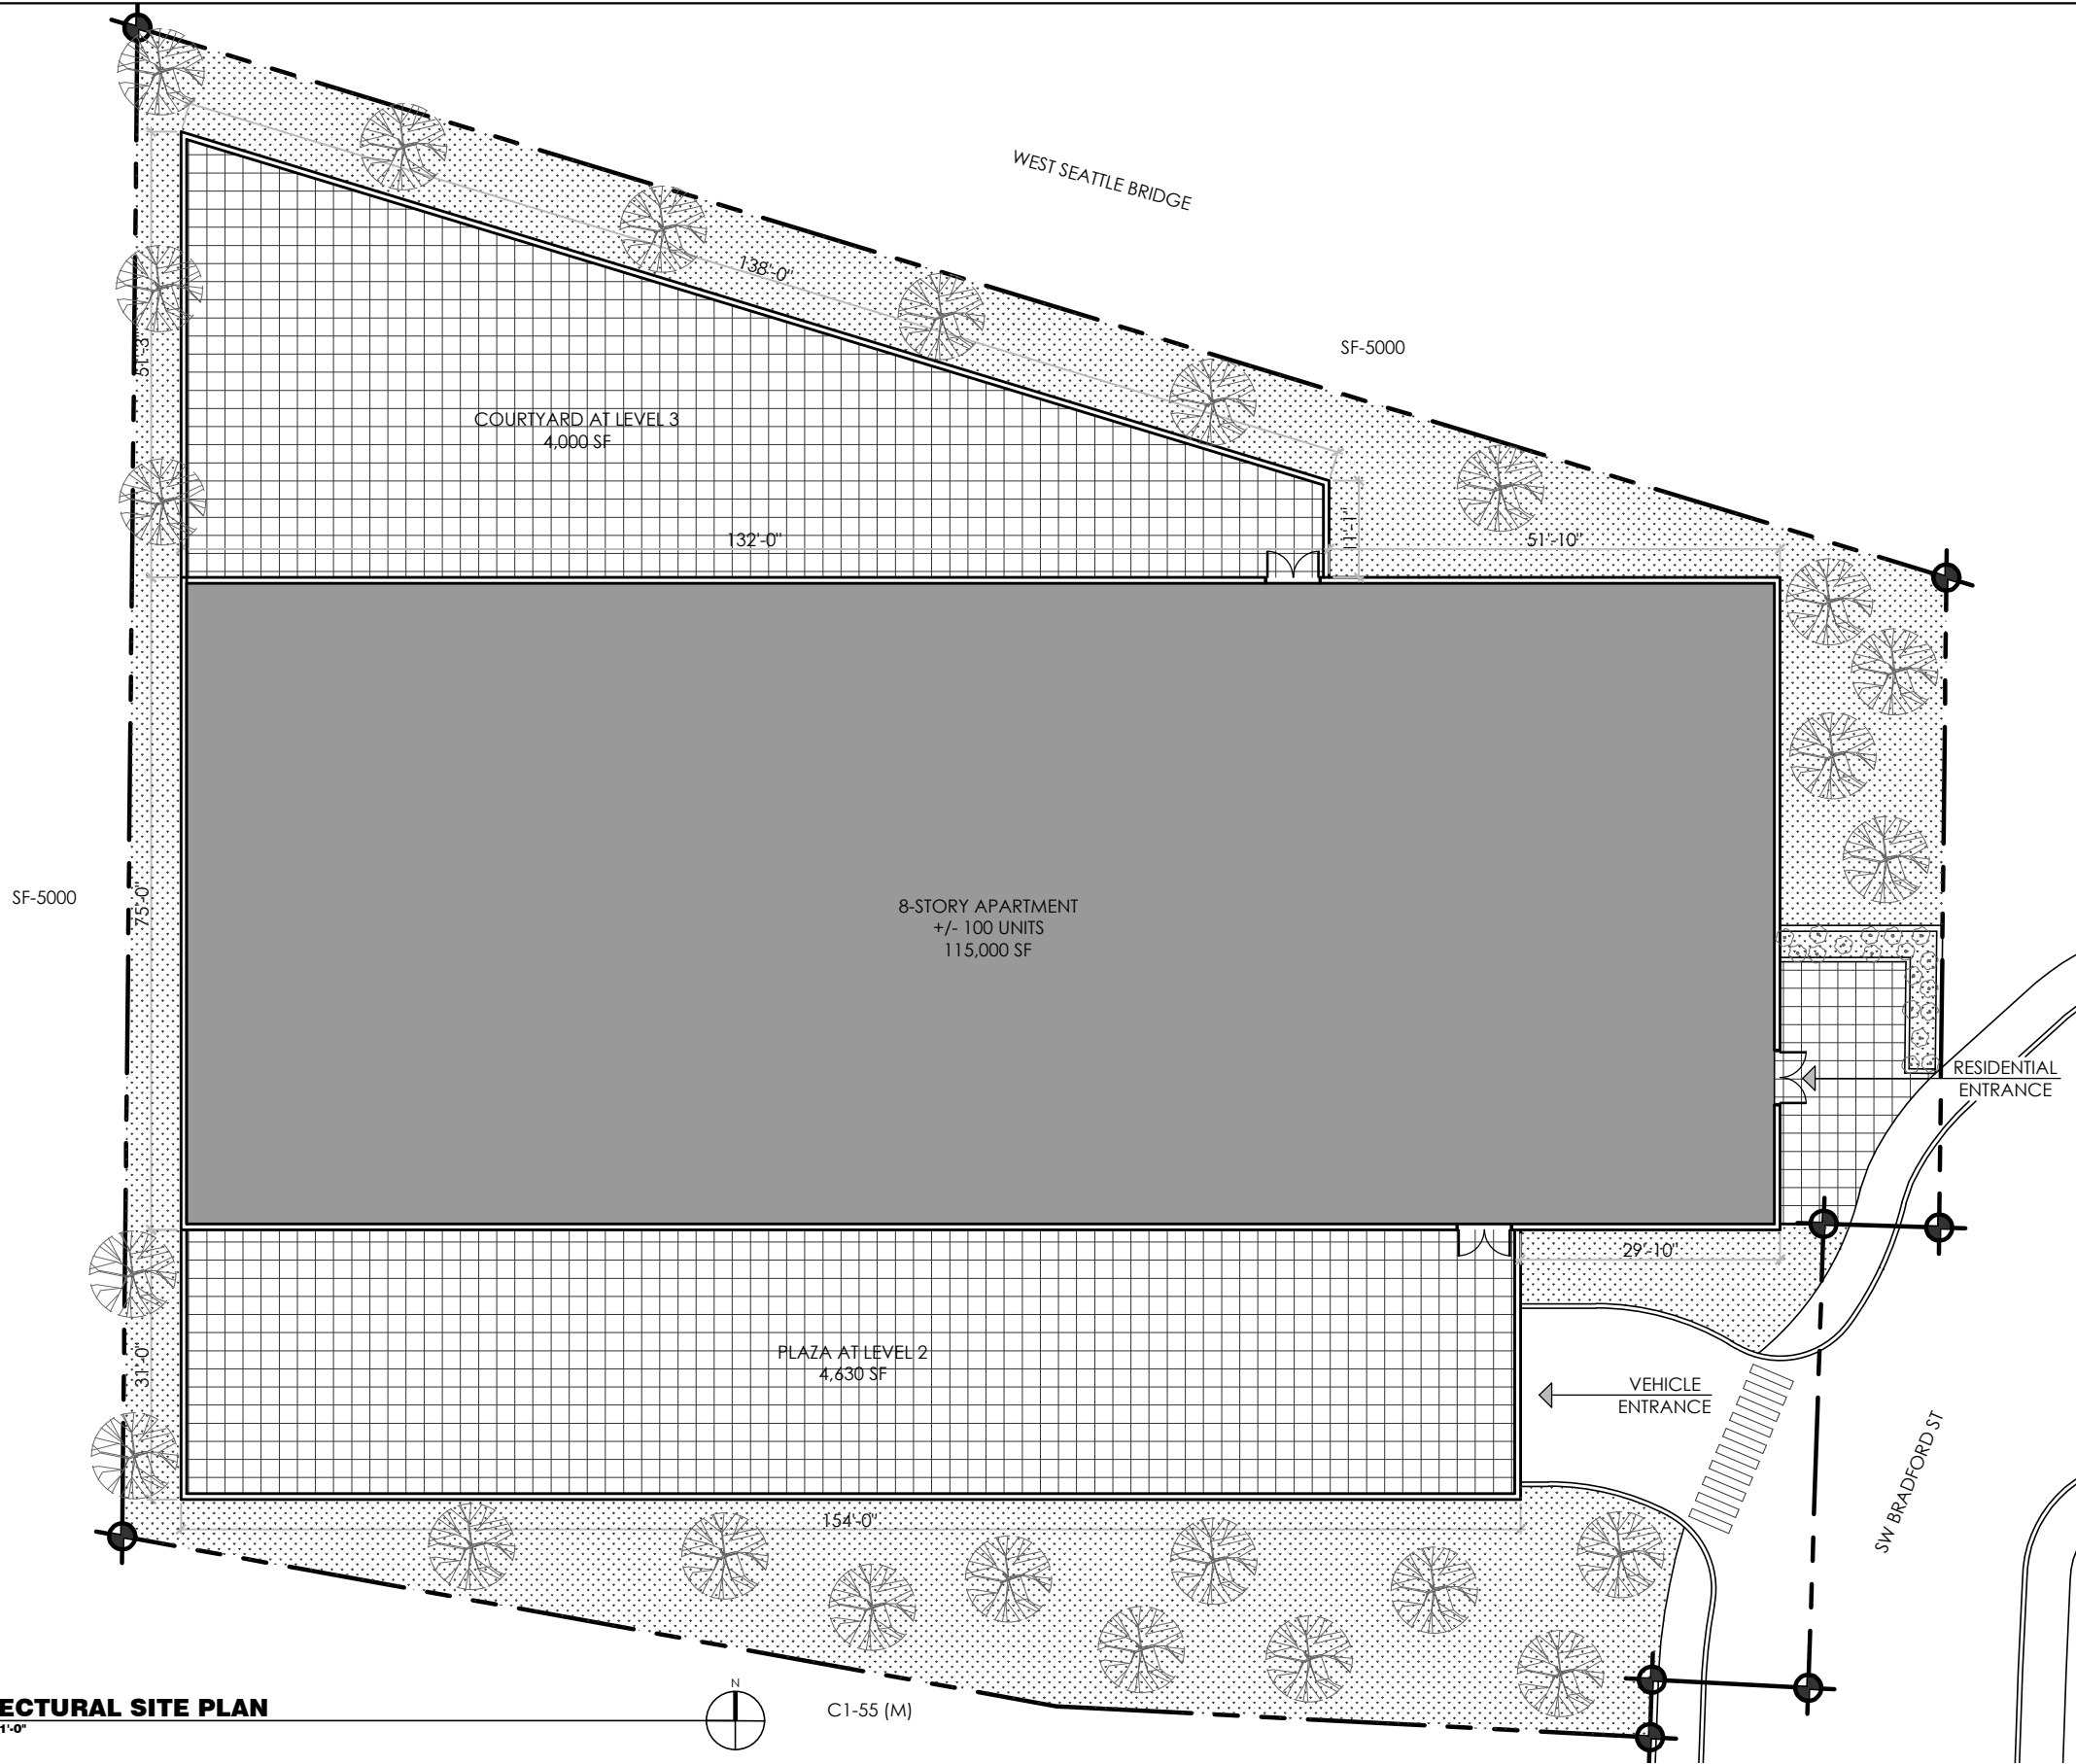 WEST SEATTLE BRIDGE
138'-0"
SF-5000
51'-3"
COURTYARD AT LEVEL 3
4,000 SF
132'-0"
11'-1"
51'-10"
SF-5000
75'-0"
8-STORY APARTMENT
+/- 100 UNITS
115,000 SF
RESIDENTIAL
ENTRANCE
29'-10"
31'-0"
PLAZA AT LEVEL 2
4,630 SF
VEHICLE
ENTRANCE
SW BRADFORD ST
154'-0"
N
ECTURAL SITE PLAN
1'-0"
C1-55 (M)